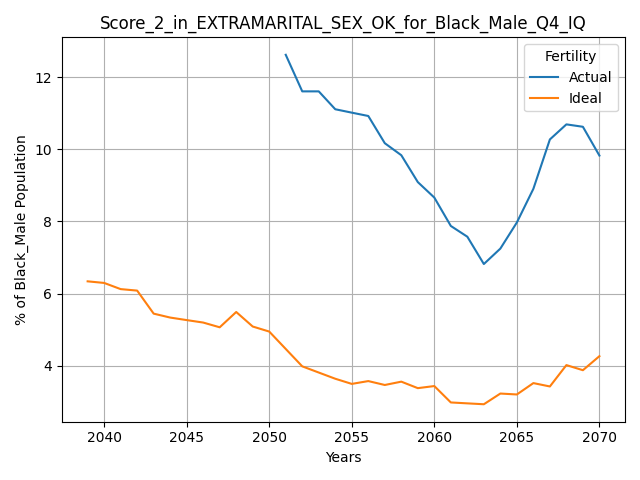 Score_2_in_EXTRAMARITAL_SEX_OK_for_Black_Male_Q4_IQ
Fertility
Actual
Ideal
% of Black_Male Population
12
10
8
6
4
2040 2045 2050 2055 2060 2065 2070
Years